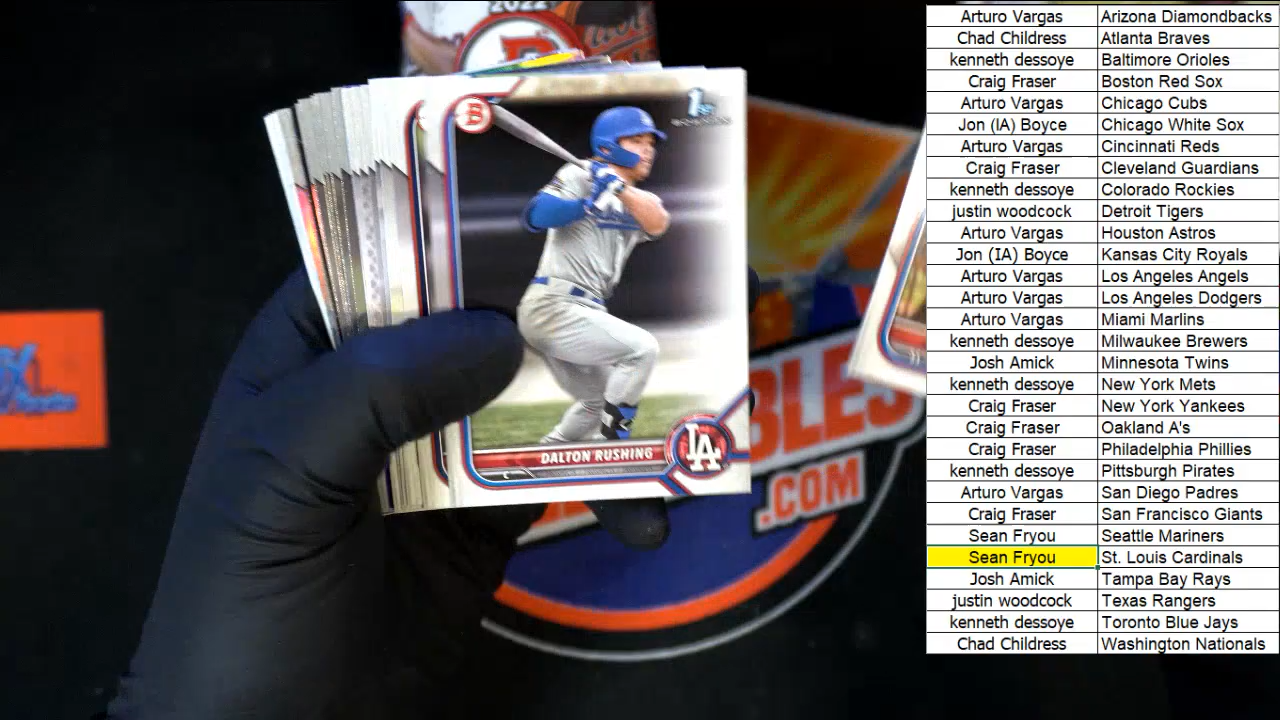 2022
B
1st
DALTON RUSHING
C
LA
BLES
.COM
Arturo Vargas Arizona Diamondbacks
Chad Childress Atlanta Braves
kenneth dessoye Baltimore Orioles
Craig Fraser Boston Red Sox
Arturo Vargas Chicago Cubs
Jon (IA) Boyce Chicago White Sox
Arturo Vargas Cincinnati Reds
Craig Fraser Cleveland Guardians
kenneth dessoye Colorado Rockies
justin woodcock Detroit Tigers
Arturo Vargas Houston Astros
Jon (IA) Boyce Kansas City Royals
Arturo Vargas Los Angeles Angels
Arturo Vargas Los Angeles Dodgers
Arturo Vargas Miami Marlins
kenneth dessoye Milwaukee Brewers
Josh Amick Minnesota Twins
kenneth dessoye New York Mets
Craig Fraser New York Yankees
Craig Fraser Oakland A's
Craig Fraser Philadelphia Phillies
kenneth dessoye Pittsburgh Pirates
Arturo Vargas San Diego Padres
Craig Fraser San Francisco Giants
Sean Fryou Seattle Mariners
Sean Fryou St. Louis Cardinals
Josh Amick Tampa Bay Rays
justin woodcock Texas Rangers
kenneth dessoye Toronto Blue Jays
Chad Childress Washington Nationals